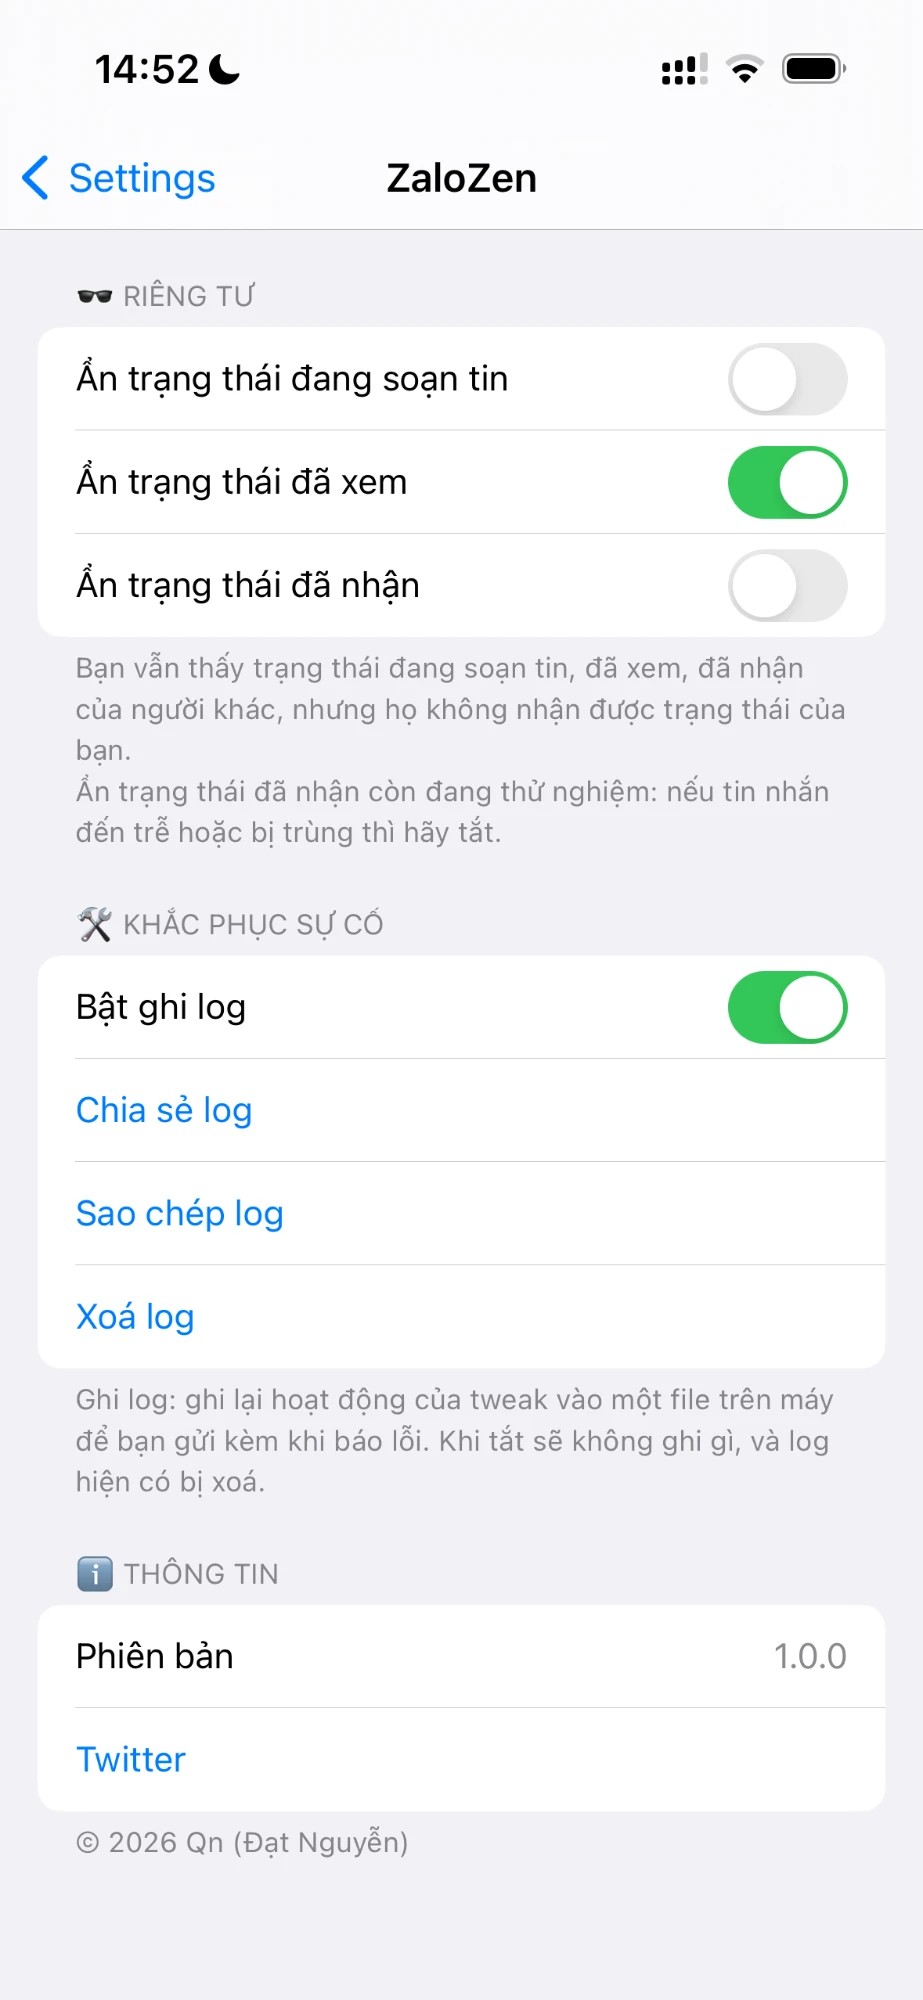 14:52
Settings
ZaloZen
🕶️ RIÊNG TƯ
Ẩn trạng thái đang soạn tin
Ẩn trạng thái đã xem
Ẩn trạng thái đã nhận
Bạn vẫn thấy trạng thái đang soạn tin, đã xem, đã nhận
của người khác, nhưng họ không nhận được trạng thái của
bạn.
Ẩn trạng thái đã nhận còn đang thử nghiệm: nếu tin nhắn
đến trễ hoặc bị trùng thì hãy tắt.
🛠️ KHẮC PHỤC SỰ CỐ
Bật ghi log
Chia sẻ log
Sao chép log
Xoá log
Ghi log: ghi lại hoạt động của tweak vào một file trên máy
để bạn gửi kèm khi báo lỗi. Khi tắt sẽ không ghi gì, và log
hiện có bị xoá.
ℹ️ THÔNG TIN
Phiên bản
1.0.0
Twitter
© 2026 Qn (Đạt Nguyễn)